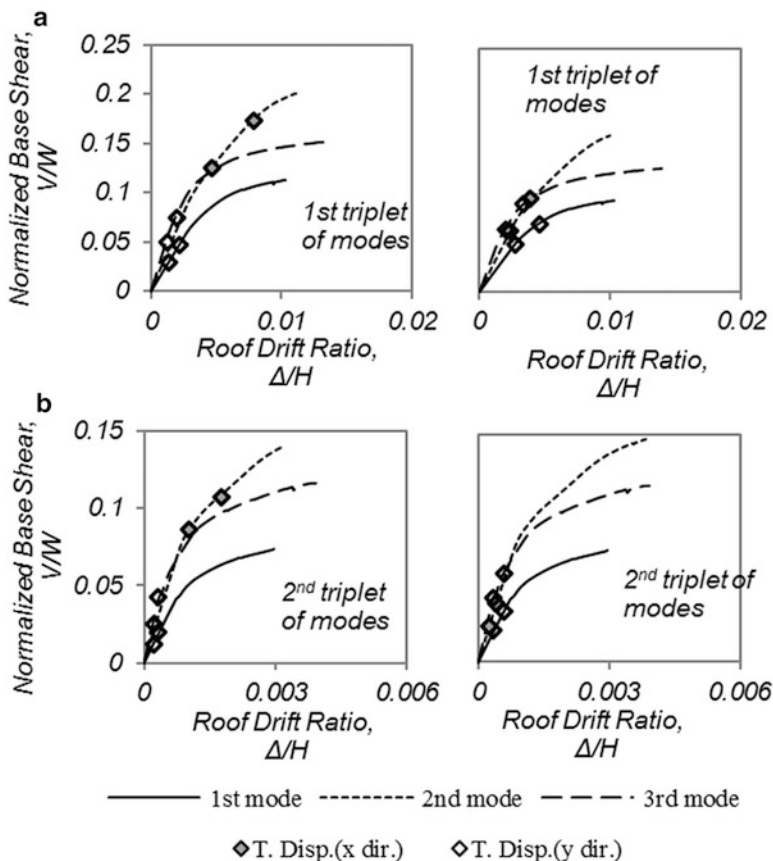 a
0.25
0.2
0.15
0.1
0.05
0
Normalized Base Shear,
V/W
1st triplet
of modes
0 0.01 0.02
Roof Drift Ratio,
Δ/H
1st triplet of
modes
0 0.01 0.02
Roof Drift Ratio,
Δ/H
b
0.15
0.1
0.05
0
Normalized Base Shear,
V/W
2nd triplet
of modes
0 0.003 0.006
Roof Drift Ratio,
Δ/H
2nd triplet of
modes
0 0.003 0.006
Roof Drift Ratio,
Δ/H
1st mode 2nd mode 3rd mode
T. Disp.(x dir.) T. Disp.(y dir.)